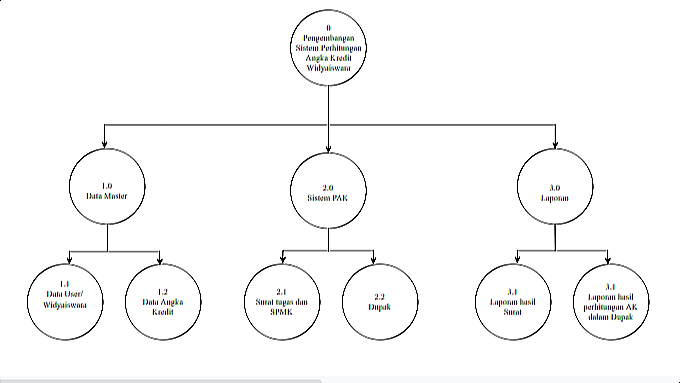 0
Pengembangan
Sistem Perhitungan
Angka Kredit
Widyaiswara
1.0
Data Master
2.0
Sistem PAK
3.0
Laporan
1.1
Data User/
Widyaiswara
1.2
Data Angka
Kredit
2.1
Surat tugas dan
SPMK
2.2
Dupak
3.1
Laporan hasil
Surat
3.1
Laporan hasil
perhitungan AK
dalam Dupak